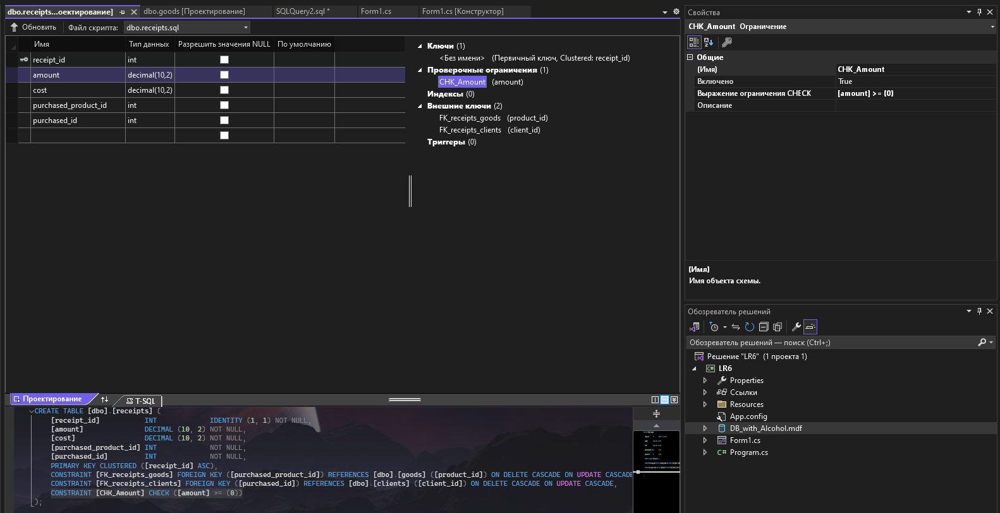 dbo.receipts...оектирование]
dbo.goods [Проектирование]
SQLQuery2.sql *
Form1.cs
Form1.cs [Конструктор]
Обновить
Файл скрипта:
dbo.receipts.sql
Имя
Тип данных
Разрешить значения NULL
По умолчанию
receipt_id
int
amount
decimal(10,2)
cost
decimal(10,2)
purchased_product_id
int
purchased_id
int
Ключи (1)
<Без имени> (Первичный ключ, Clustered: receipt_id)
Проверочные ограничения (1)
CHK_Amount (amount)
Индексы (0)
Внешние ключи (2)
FK_receipts_goods (product_id)
FK_receipts_clients (client_id)
Триггеры (0)
Проектирование
T-SQL
CREATE TABLE [dbo].[receipts] (
[receipt_id] INT IDENTITY (1, 1) NOT NULL,
[amount] DECIMAL (10, 2) NOT NULL,
[cost] DECIMAL (10, 2) NOT NULL,
[purchased_product_id] INT NOT NULL,
[purchased_id] INT NOT NULL,
PRIMARY KEY CLUSTERED ([receipt_id] ASC),
CONSTRAINT [FK_receipts_goods] FOREIGN KEY ([purchased_product_id]) REFERENCES [dbo].[goods] ([product_id]) ON DELETE CASCADE ON UPDATE CASCADE
CONSTRAINT [FK_receipts_clients] FOREIGN KEY ([purchased_id]) REFERENCES [dbo].[clients] ([client_id]) ON DELETE CASCADE ON UPDATE CASCADE,
CONSTRAINT [CHK_Amount] CHECK ([amount] >= (0))
);
Свойства
CHK_Amount Ограничение
Общие
(Имя)
CHK_Amount
Включено
True
Выражение ограничения CHECK
[amount] >= (0)
Описание
(Имя)
Имя объекта схемы.
Обозреватель решений
Обозреватель решений — поиск (Ctrl+;)
Решение "LR6" (1 проекта 1)
LR6
Properties
Ссылки
Resources
App.config
DB_with_Alcohol.mdf
Form1.cs
Program.cs